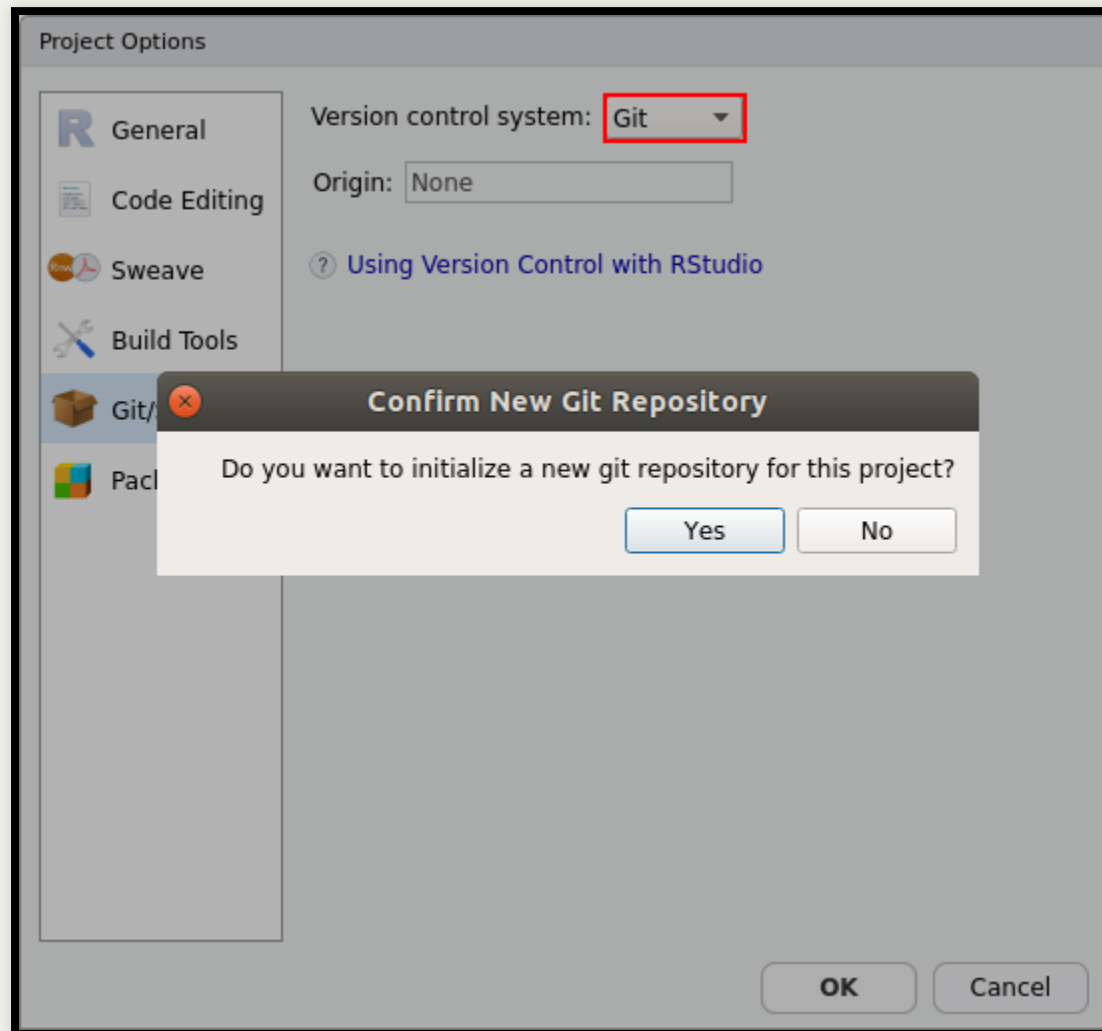 Project Options
General
Code Editing
Sweave
Build Tools
Git/
Version control system: Git
Origin: None
? Using Version Control with RStudio
Confirm New Git Repository
Do you want to initialize a new git repository for this project?
Yes No
OK Cancel